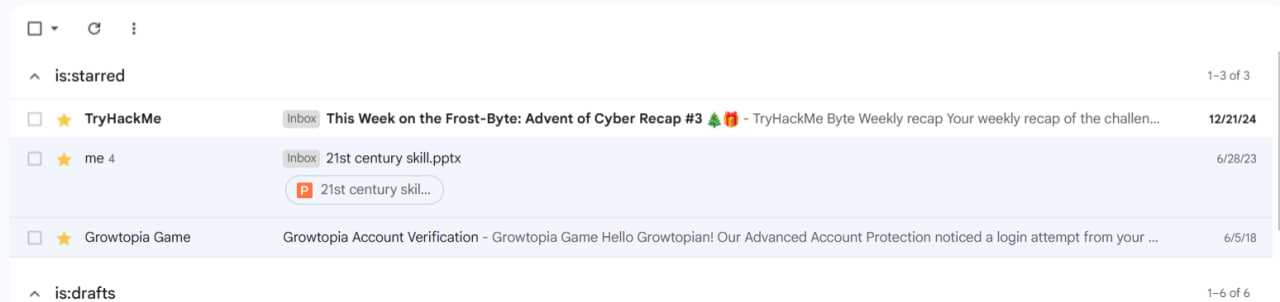 is:starred 1–3 of 3
TryHackMe Inbox This Week on the Frost-Byte: Advent of Cyber Recap #3 🎄🎁 - TryHackMe Byte Weekly recap Your weekly recap of the challen... 12/21/24
me 4 Inbox 21st century skill.pptx 6/28/23
P 21st century skil...
Growtopia Game Growtopia Account Verification - Growtopia Game Hello Growtopian! Our Advanced Account Protection noticed a login attempt from your ... 6/5/18
is:drafts 1–6 of 6